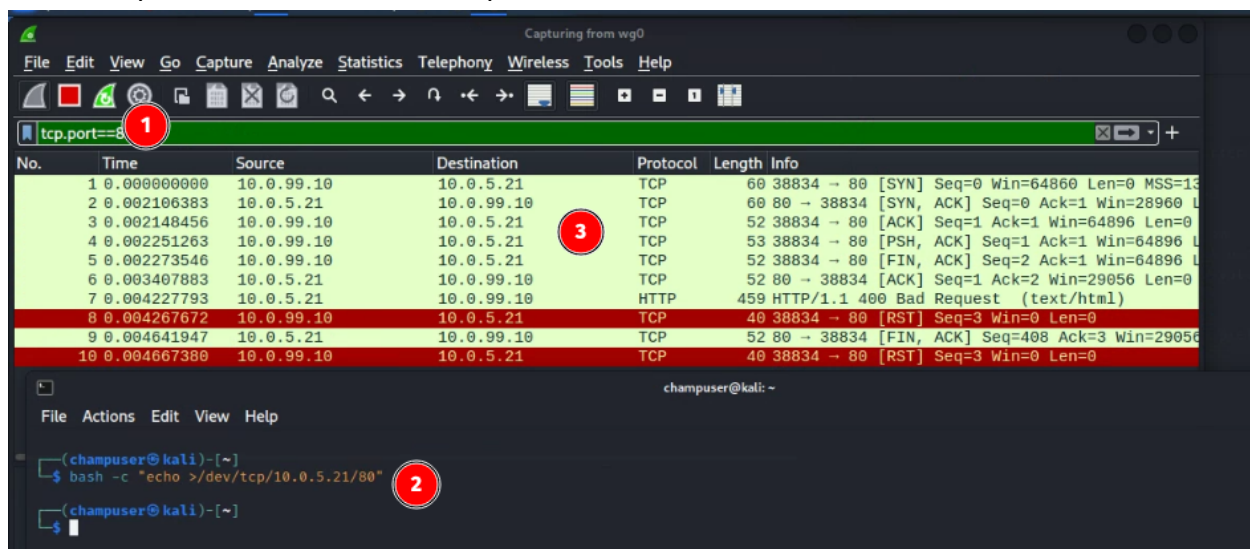 Capturing from wg0
File Edit View Go Capture Analyze Statistics Telephony Wireless Tools Help
1
tcp.port==8
No. Time Source Destination Protocol Length Info
1 0.000000000 10.0.99.10 10.0.5.21 TCP 60 38834 → 80 [SYN] Seq=0 Win=64860 Len=0 MSS=13
2 0.002106383 10.0.5.21 10.0.99.10 TCP 60 80 → 38834 [SYN, ACK] Seq=0 Ack=1 Win=28960 L
3 0.002148456 10.0.99.10 10.0.5.21 TCP 52 38834 → 80 [ACK] Seq=1 Ack=1 Win=64896 Len=0
3
4 0.002251263 10.0.99.10 10.0.5.21 TCP 53 38834 → 80 [PSH, ACK] Seq=1 Ack=1 Win=64896 L
5 0.002273546 10.0.99.10 10.0.5.21 TCP 52 38834 → 80 [FIN, ACK] Seq=2 Ack=1 Win=64896 L
6 0.003407883 10.0.5.21 10.0.99.10 TCP 52 80 → 38834 [ACK] Seq=1 Ack=2 Win=29056 Len=0
7 0.004227793 10.0.5.21 10.0.99.10 HTTP 459 HTTP/1.1 400 Bad Request (text/html)
8 0.004267672 10.0.99.10 10.0.5.21 TCP 40 38834 → 80 [RST] Seq=3 Win=0 Len=0
9 0.004641947 10.0.5.21 10.0.99.10 TCP 52 80 → 38834 [FIN, ACK] Seq=408 Ack=3 Win=29056
10 0.004667380 10.0.99.10 10.0.5.21 TCP 40 38834 → 80 [RST] Seq=3 Win=0 Len=0
champuser@kali: ~
File Actions Edit View Help
(champuser㉿kali)-[~]
$ bash -c "echo >/dev/tcp/10.0.5.21/80"
2
(champuser㉿kali)-[~]
$